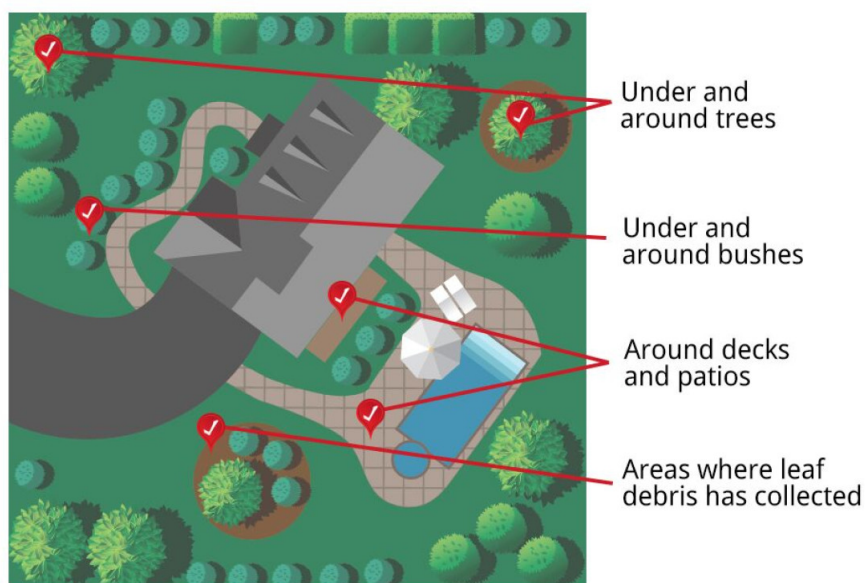 Under and
around trees
Under and
around bushes
Around decks
and patios
Areas where leaf
debris has collected